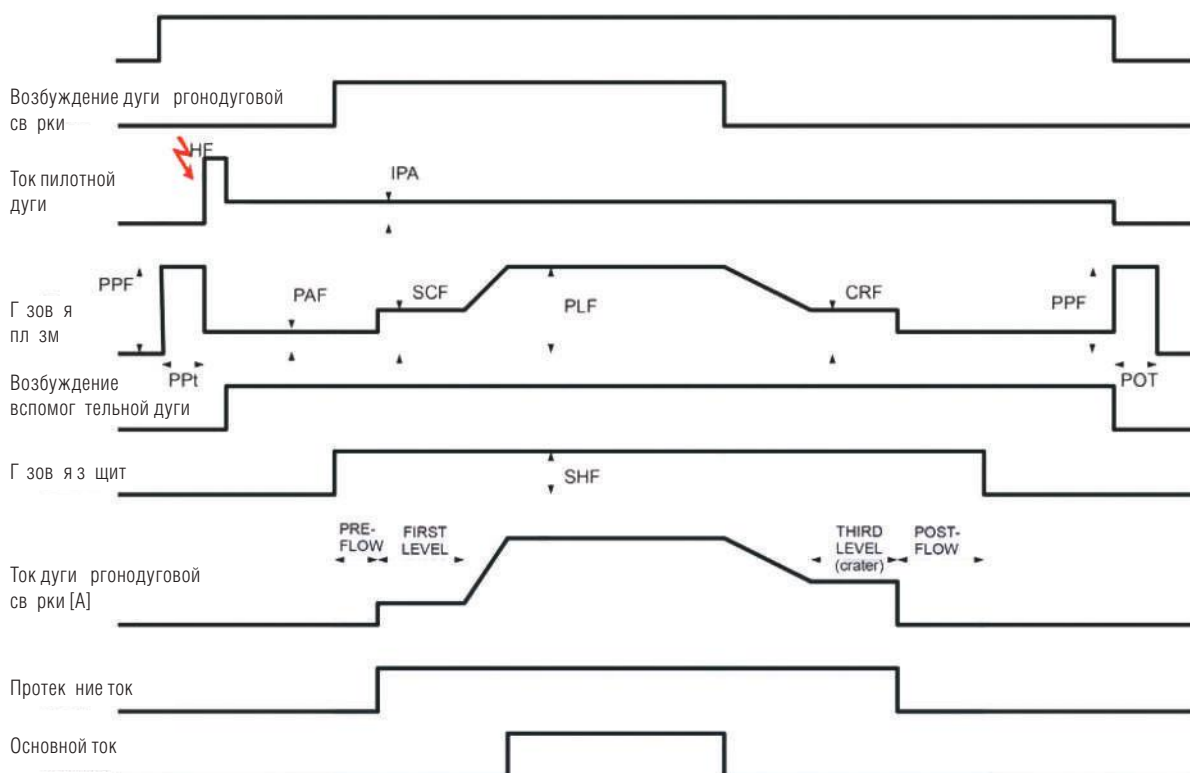 Возбуждение дуги ргонодуговой
св рки
HF
Ток пилотной
дуги
IPA
PPF
PAF
SCF
PLF
CRF
PPF
Г зов я
пл зм
PPt
POT
Возбуждение
вспомог тельной дуги
Г зов я з щит
SHF
PRE-
FLOW
FIRST
LEVEL
THIRD
LEVEL
(crater)
POST-
FLOW
Ток дуги ргонодуговой
св рки [A]
Протек ние ток
Основной ток